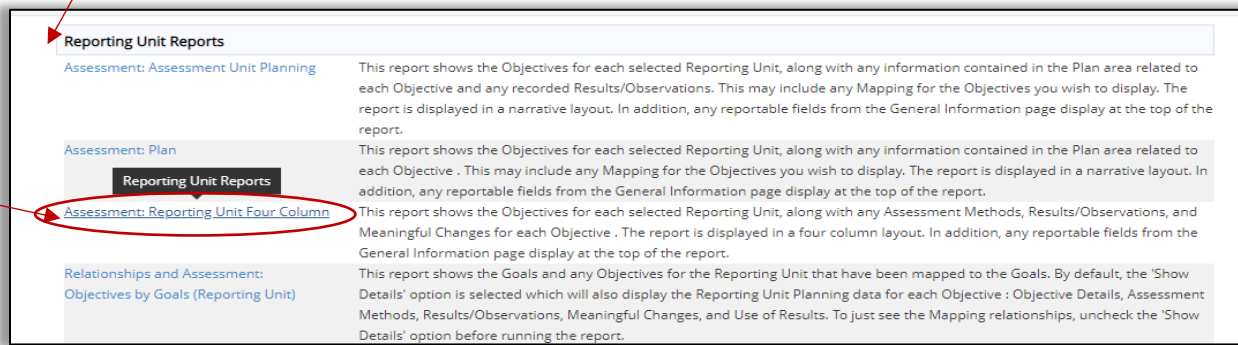 Reporting Unit Reports
Assessment: Assessment Unit Planning
This report shows the Objectives for each selected Reporting Unit, along with any information contained in the Plan area related to
each Objective and any recorded Results/Observations. This may include any Mapping for the Objectives you wish to display. The
report is displayed in a narrative layout. In addition, any reportable fields from the General Information page display at the top of the
report.
Assessment: Plan
This report shows the Objectives for each selected Reporting Unit, along with any information contained in the Plan area related to
each Objective . This may include any Mapping for the Objectives you wish to display. The report is displayed in a narrative layout. In
addition, any reportable fields from the General Information page display at the top of the report.
Reporting Unit Reports
Assessment: Reporting Unit Four Column
This report shows the Objectives for each selected Reporting Unit, along with any Assessment Methods, Results/Observations, and
Meaningful Changes for each Objective . The report is displayed in a four column layout. In addition, any reportable fields from the
General Information page display at the top of the report.
Relationships and Assessment:
Objectives by Goals (Reporting Unit)
This report shows the Goals and any Objectives for the Reporting Unit that have been mapped to the Goals. By default, the 'Show
Details' option is selected which will also display the Reporting Unit Planning data for each Objective : Objective Details, Assessment
Methods, Results/Observations, Meaningful Changes, and Use of Results. To just see the Mapping relationships, uncheck the 'Show
Details' option before running the report.